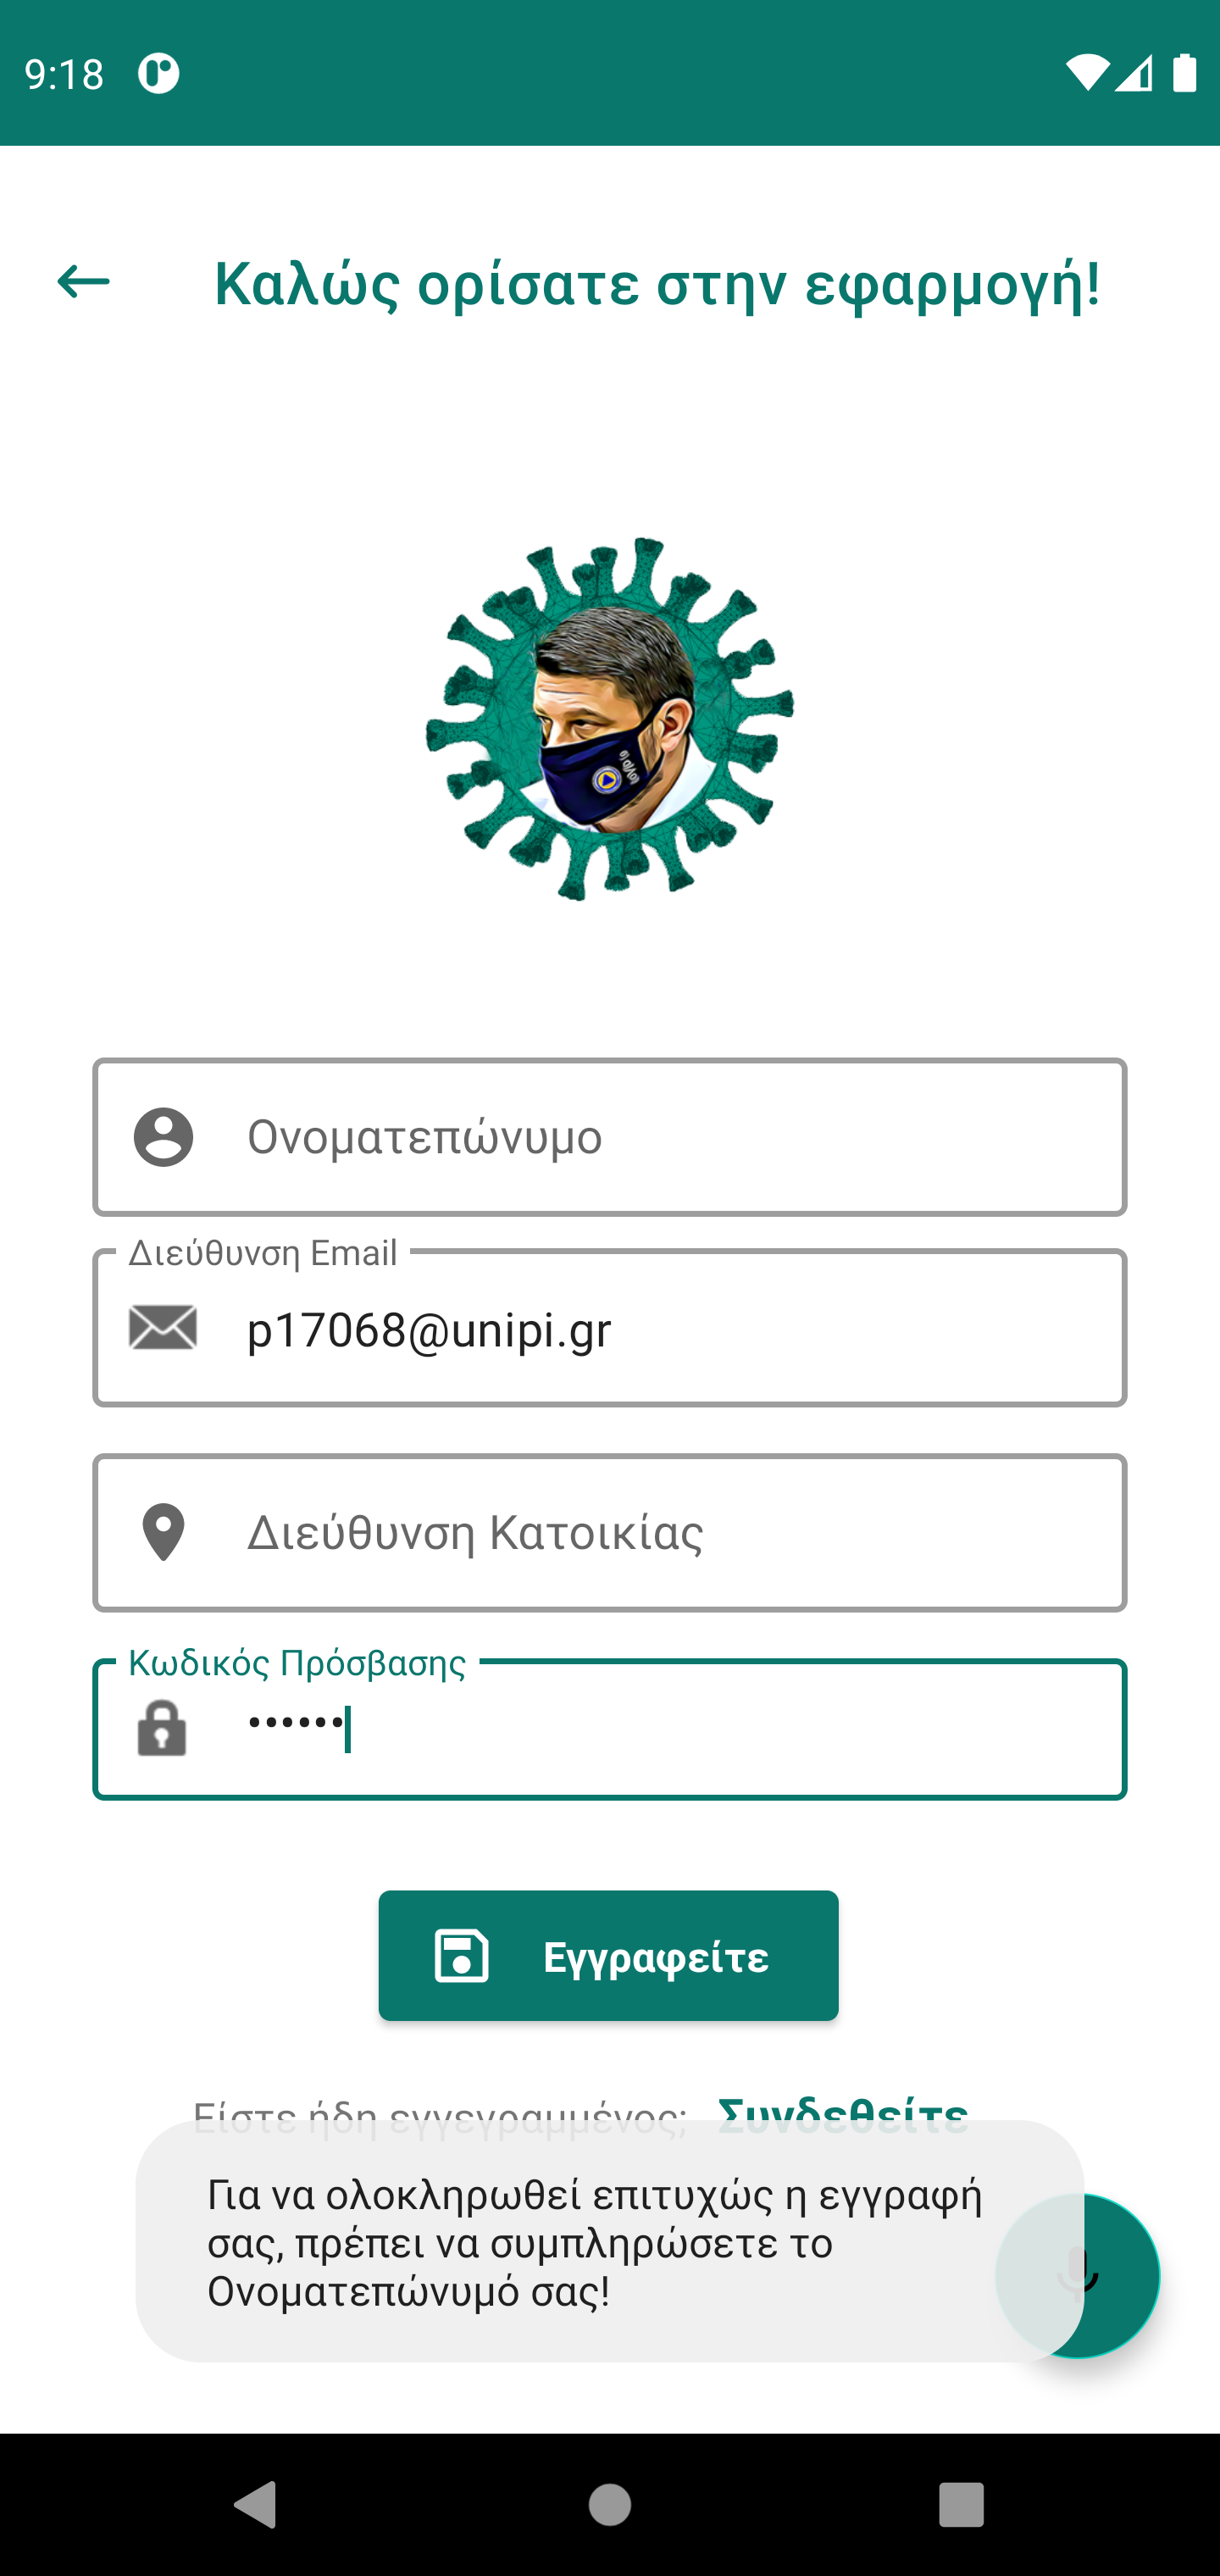 9:18
Καλώς ορίσατε στην εφαρμογή!
Ονοματεπώνυμο
Διεύθυνση Email
p17068@unipi.gr
Διεύθυνση Κατοικίας
Κωδικός Πρόσβασης
••••••
Εγγραφείτε
Είστε ήδη εγγεγραμμένος; Συνδεθείτε
Για να ολοκληρωθεί επιτυχώς η εγγραφή
σας, πρέπει να συμπληρώσετε το
Ονοματεπώνυμό σας!